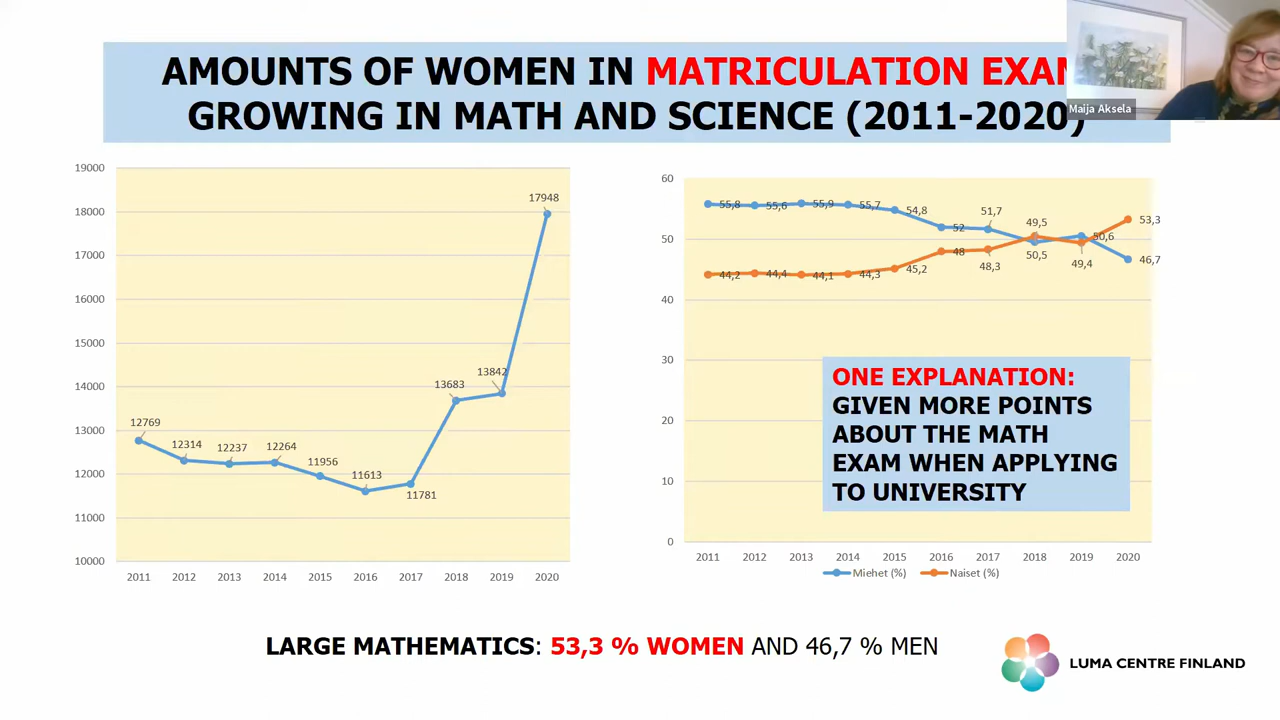 AMOUNTS OF WOMEN IN MATRICULATION EXAM
GROWING IN MATH AND SCIENCE (2011-2020)
Maija Aksela
19000
18000
17000
16000
15000
14000
13000
12000
11000
10000
12769
12314
12237
12264
11956
11613
11781
13683
13842
17948
2011 2012 2013 2014 2015 2016 2017 2018 2019 2020
60
50
40
30
20
10
0
55,8 55,6 55,9 55,7 54,8 52 51,7 49,5 50,6 46,7
44,2 44,4 44,1 44,3 45,2 48 48,3 50,5 49,4 53,3
2011 2012 2013 2014 2015 2016 2017 2018 2019 2020
Miehet (%) Naiset (%)
ONE EXPLANATION:
GIVEN MORE POINTS
ABOUT THE MATH
EXAM WHEN APPLYING
TO UNIVERSITY
LARGE MATHEMATICS: 53,3 % WOMEN AND 46,7 % MEN
LUMA CENTRE FINLAND